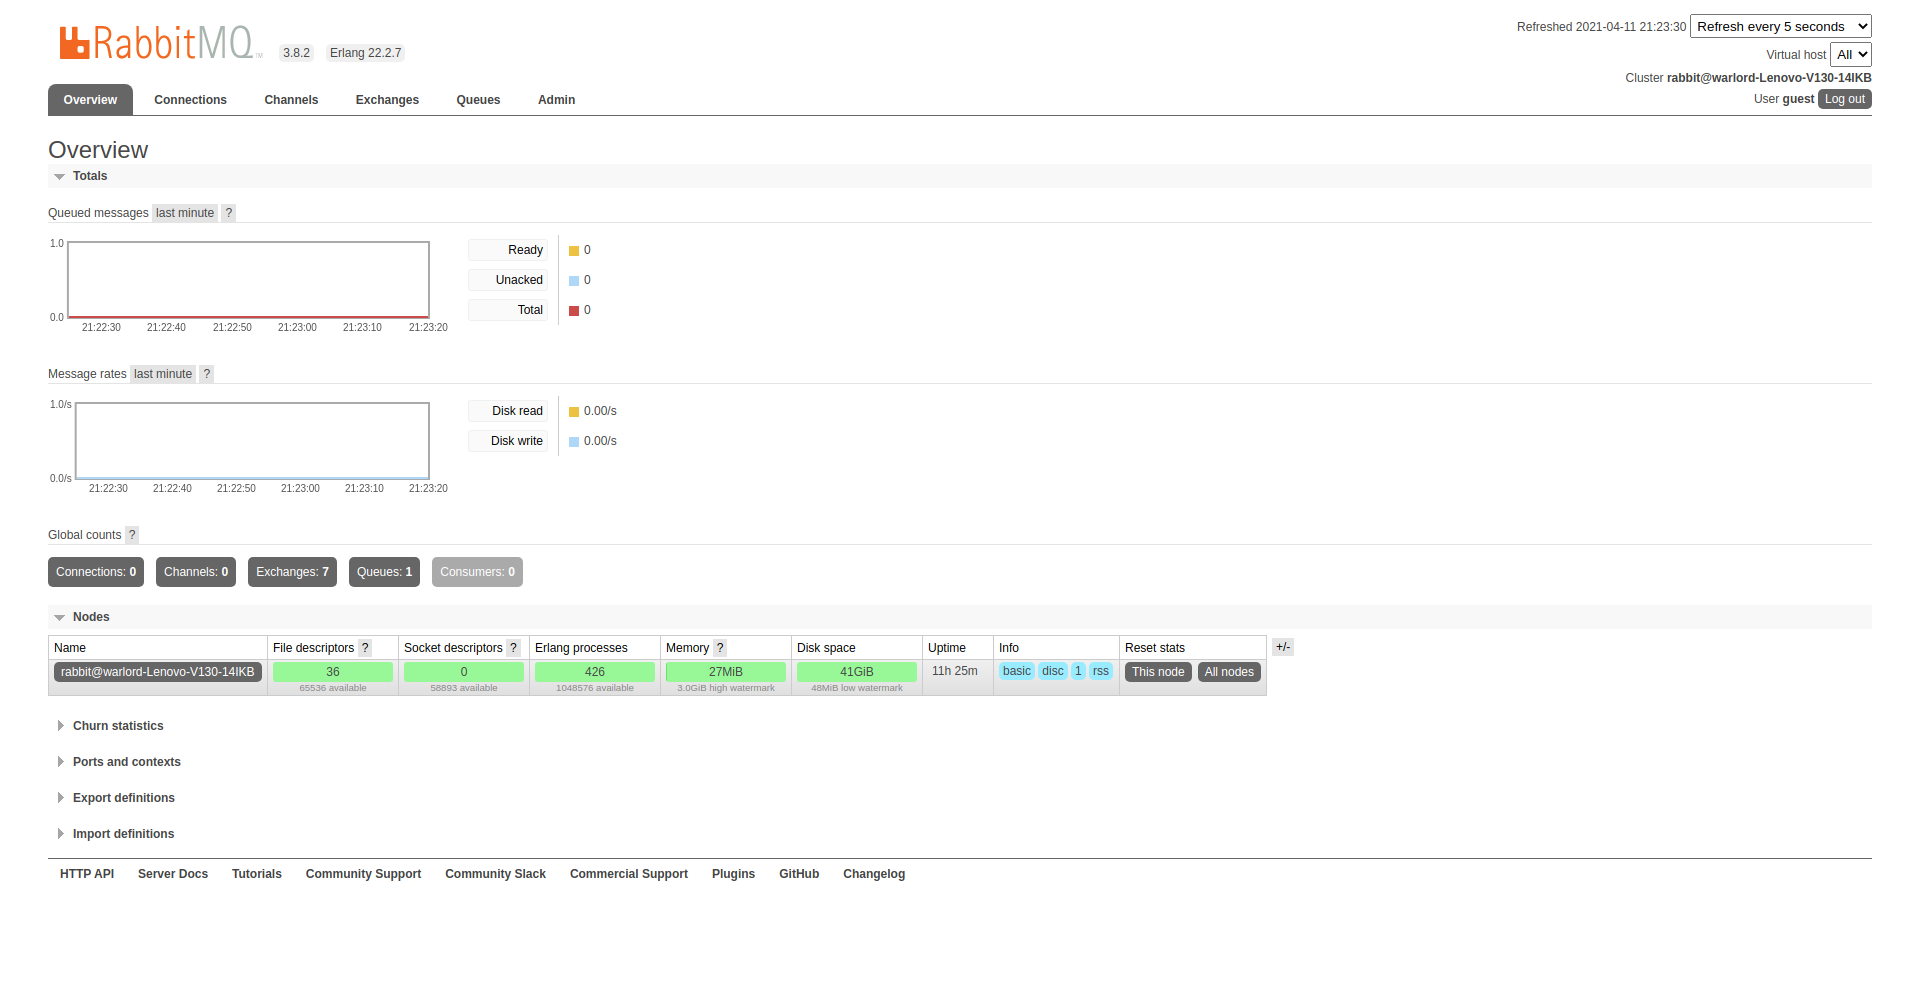 RabbitMQ TM 3.8.2 Erlang 22.2.7
Refreshed 2021-04-11 21:23:30 Refresh every 5 seconds
Virtual host All
Cluster rabbit@warlord-Lenovo-V130-14IKB
User guest Log out
Overview Connections Channels Exchanges Queues Admin
Overview
Totals
Queued messages last minute ?
1.0
0.0
21:22:30 21:22:40 21:22:50 21:23:00 21:23:10 21:23:20
Ready 0
Unacked 0
Total 0
Message rates last minute ?
1.0/s
0.0/s
21:22:30 21:22:40 21:22:50 21:23:00 21:23:10 21:23:20
Disk read 0.00/s
Disk write 0.00/s
Global counts ?
Connections: 0 Channels: 0 Exchanges: 7 Queues: 1 Consumers: 0
Nodes
Name File descriptors ? Socket descriptors ? Erlang processes Memory ? Disk space Uptime Info Reset stats +/-
rabbit@warlord-Lenovo-V130-14IKB 36 0 426 27MiB 41GiB 11h 25m basic disc 1 rss This node All nodes
65536 available 58893 available 1048576 available 3.0GiB high watermark 48MiB low watermark
Churn statistics
Ports and contexts
Export definitions
Import definitions
HTTP API Server Docs Tutorials Community Support Community Slack Commercial Support Plugins GitHub Changelog